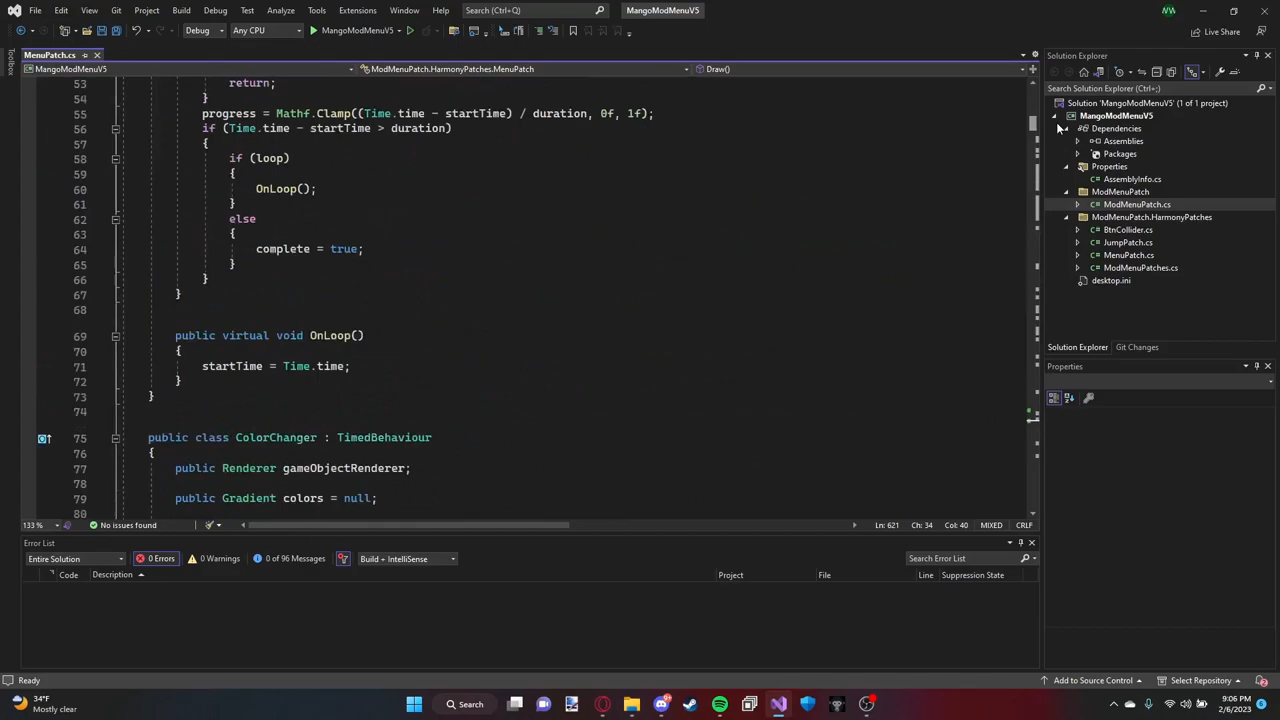 File Edit View Git Project Build Debug Test Analyze Tools Extensions Window Help Search (Ctrl+Q) MangoModMenuV5
Debug Any CPU MangoModMenuV5 Live Share
Toolbox
MenuPatch.cs
MangoModMenuV5 ModMenuPatch.HarmonyPatches.MenuPatch Draw()
53 return;
54 }
55 progress = Mathf.Clamp((Time.time - startTime) / duration, 0f, 1f);
56 if (Time.time - startTime > duration)
57 {
58 if (loop)
59 {
60 OnLoop();
61 }
62 else
63 {
64 complete = true;
65 }
66 }
67 }
68
69 public virtual void OnLoop()
70 {
71 startTime = Time.time;
72 }
73 }
74
75 public class ColorChanger : TimedBehaviour
76 {
77 public Renderer gameObjectRenderer;
78
79 public Gradient colors = null;
80
133 % No issues found Ln: 621 Ch: 34 Col: 40 MIXED CRLF
Solution Explorer
Search Solution Explorer (Ctrl+;)
Solution 'MangoModMenuV5' (1 of 1 project)
MangoModMenuV5
Dependencies
Assemblies
Packages
Properties
AssemblyInfo.cs
ModMenuPatch
ModMenuPatch.cs
ModMenuPatch.HarmonyPatches
BtnCollider.cs
JumpPatch.cs
MenuPatch.cs
ModMenuPatches.cs
desktop.ini
Solution Explorer Git Changes
Properties
Error List
Entire Solution 0 Errors 0 Warnings 0 of 96 Messages Build + IntelliSense Search Error List
Code Description Project File Line Suppression State
Ready Add to Source Control Select Repository 2
34°F
Mostly clear
Search
9:06 PM
2/6/2023